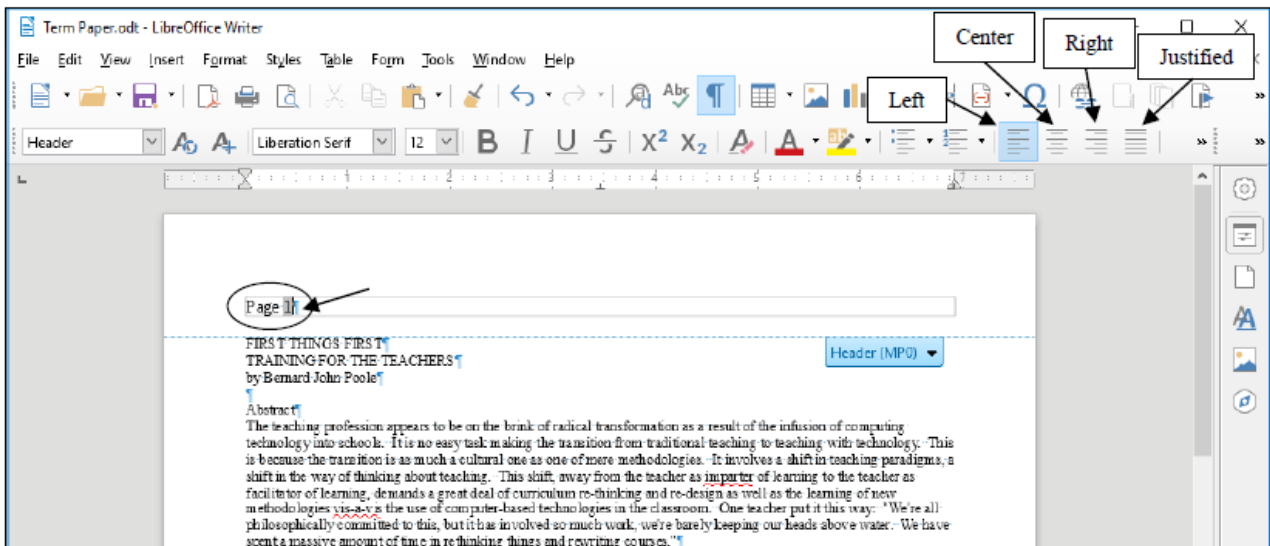 Term Paper.odt - LibreOffice Writer
Center
Right
Justified
File Edit View Insert Format Styles Table Form Tools Window Help
Left
Header
Liberation Serif
12
1 2 3 4 5 6 7
Page 1¶
FIRST THINGS FIRST¶
Header (MP0)
TRAINING FOR THE TEACHERS¶
by Bernard John Poole¶
¶
Abstract¶
The teaching profession appears to be on the brink of radical transformation as a result of the infusion of computing
technology into schools. It is no easy task making the transition from traditional teaching to teaching with technology. This
is because the transition is as much a cultural one as one of mere methodologies. It involves a shift in teaching paradigms, a
shift in the way of thinking about teaching. This shift, away from the teacher as imparter of learning to the teacher as
facilitator of learning, demands a great deal of curriculum re-thinking and re-design as well as the learning of new
methodologies vis-a-vis the use of computer-based technologies in the classroom. One teacher put it this way: "We're all
philosophically committed to this, but it has involved so much work, we're barely keeping our heads above water. We have
spent a massive amount of time in rethinking things and rewriting courses."¶